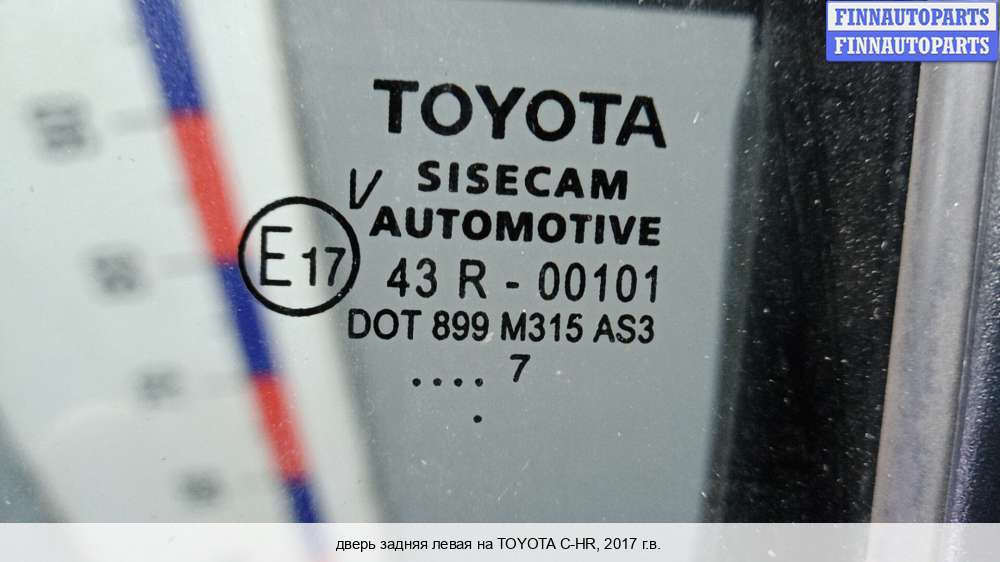 FINNAUTOPARTS
FINNAUTOPARTS
TOYOTA
V SISECAM
AUTOMOTIVE
E17 43 R - 00101
DOT 899 M315 AS3
.... 7
.
дверь задняя левая на TOYOTA C-HR, 2017 г.в.